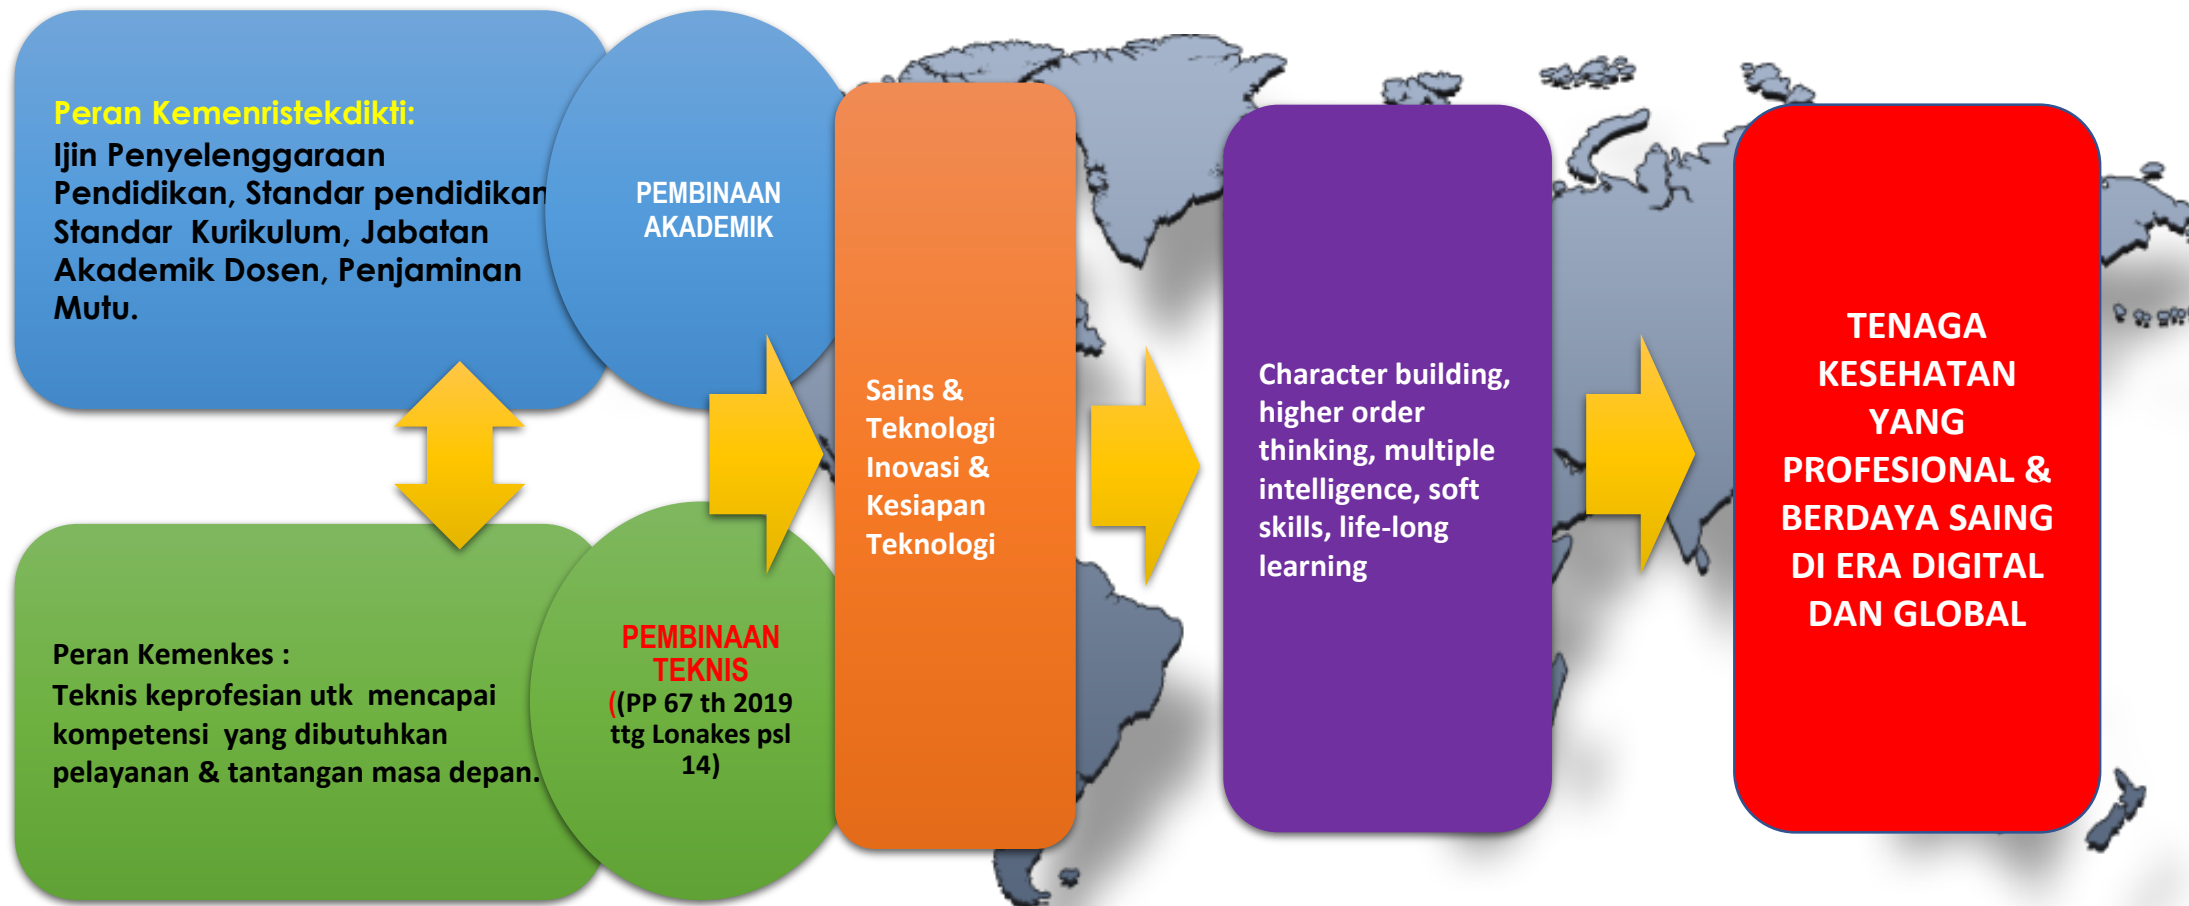 Peran Kemenristekdikti:
Ijin Penyelenggaraan
Pendidikan, Standar pendidikan
Standar Kurikulum, Jabatan
Akademik Dosen, Penjaminan
Mutu.
PEMBINAAN
AKADEMIK
Peran Kemenkes :
Teknis keprofesian utk mencapai
kompetensi yang dibutuhkan
pelayanan & tantangan masa depan.
PEMBINAAN
TEKNIS
((PP 67 th 2019
ttg Lonakes psl
14)
Sains &
Teknologi
Inovasi &
Kesiapan
Teknologi
Character building,
higher order
thinking, multiple
intelligence, soft
skills, life-long
learning
TENAGA
KESEHATAN
YANG
PROFESIONAL &
BERDAYA SAING
DI ERA DIGITAL
DAN GLOBAL